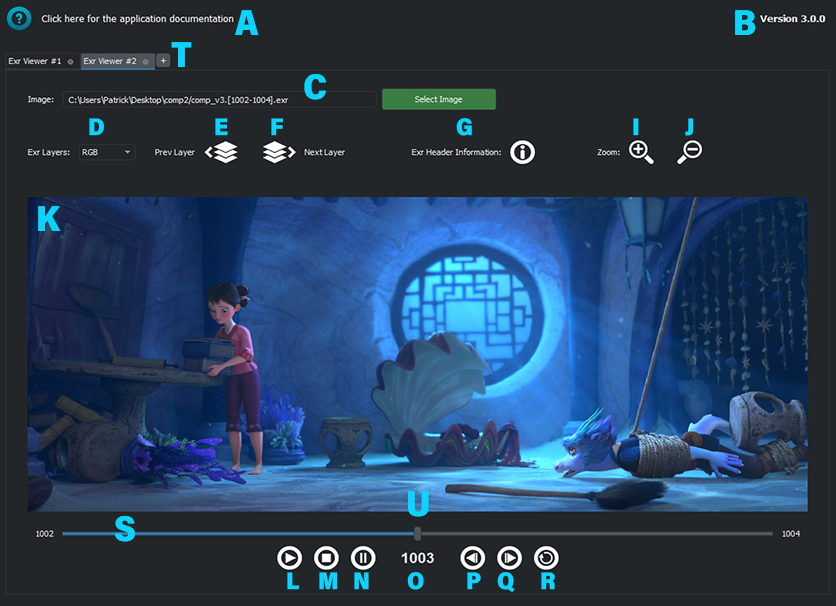 ? Click here for the application documentation A B Version 3.0.0
Exr Viewer #1 Exr Viewer #2 + T
Image: C:\Users\Patrick\Desktop\comp2/comp_v3.[1002-1004].exr C Select Image
D E F G I J
Exr Layers: RGB Prev Layer Next Layer Exr Header Information: i Zoom:
K
U
1002 S 1004
1003
L M N O P Q R